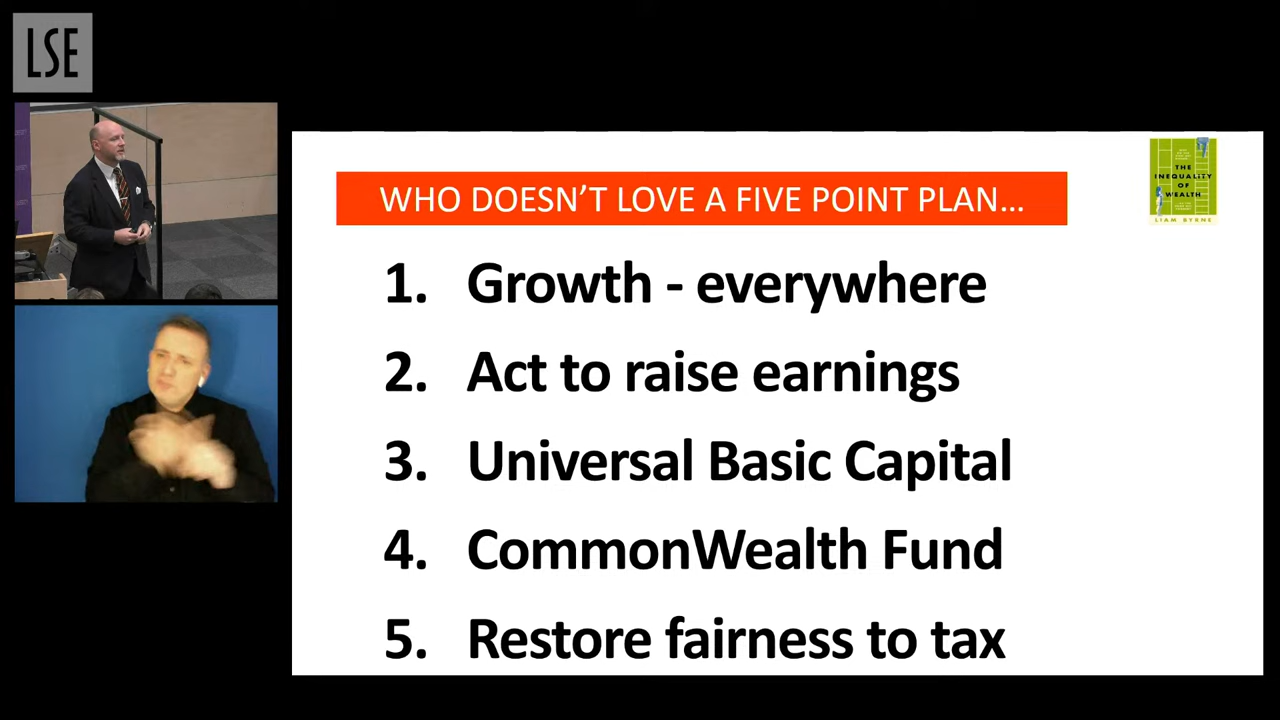 LSE
WHO DOESN'T LOVE A FIVE POINT PLAN...
THE
INEQUALITY
OF
WEALTH
LIAM BYRNE
1. Growth - everywhere
2. Act to raise earnings
3. Universal Basic Capital
4. CommonWealth Fund
5. Restore fairness to tax